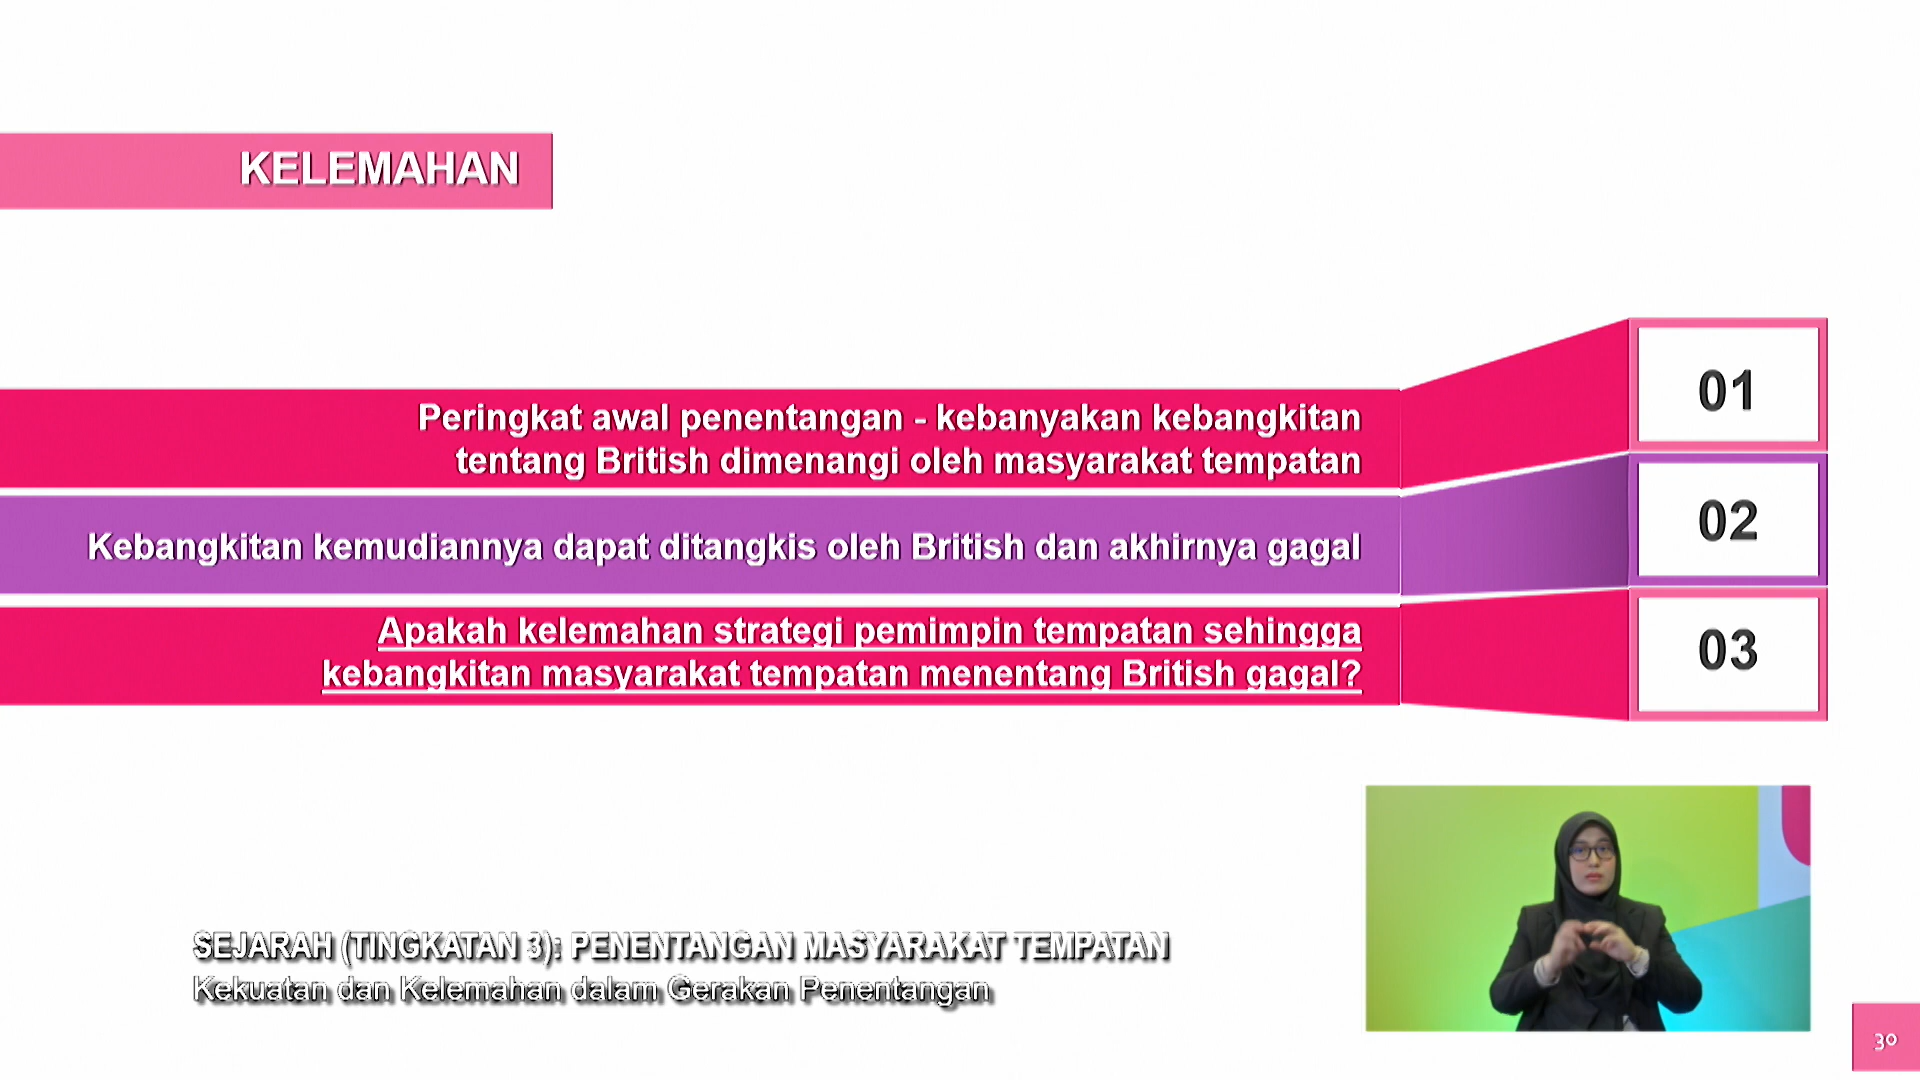 KELEMAHAN
01
Peringkat awal penentangan - kebanyakan kebangkitan
tentang British dimenangi oleh masyarakat tempatan
02
Kebangkitan kemudiannya dapat ditangkis oleh British dan akhirnya gagal
03
Apakah kelemahan strategi pemimpin tempatan sehingga
kebangkitan masyarakat tempatan menentang British gagal?
SEJARAH (TINGKATAN 3): PENENTANGAN MASYARAKAT TEMPATAN
Kekuatan dan Kelemahan dalam Gerakan Penentangan
30